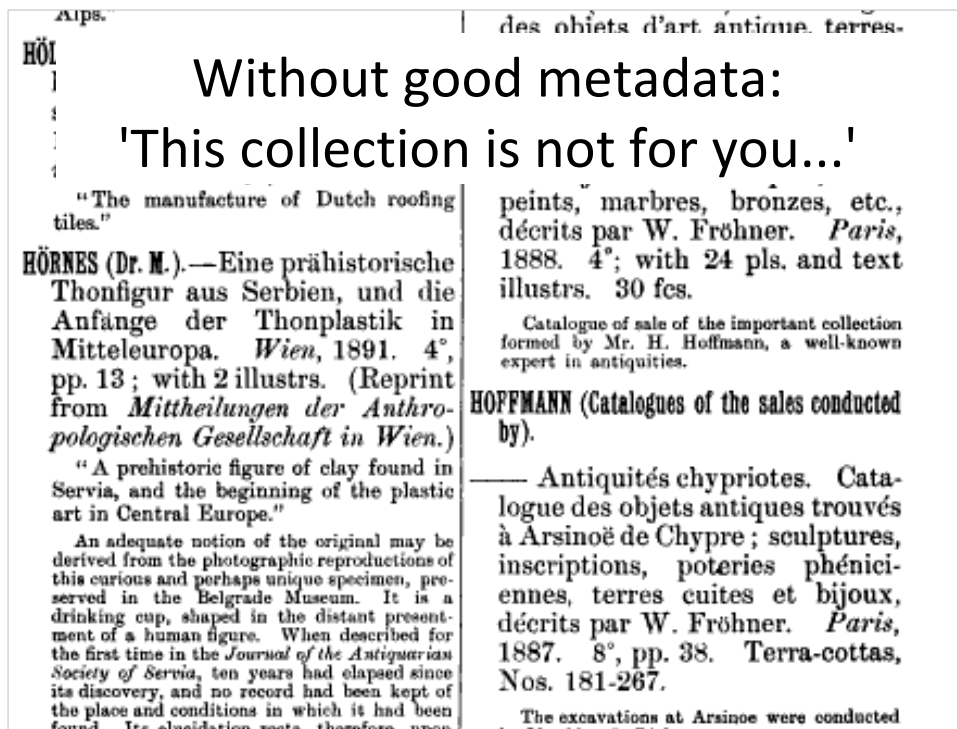 Without good metadata:
'This collection is not for you...'
Alps."
HÖL
"The manufacture of Dutch roofing
tiles."
HÖRNES (Dr. M.).—Eine prähistorische
Thonfigur aus Serbien, und die
Anfänge der Thonplastik in
Mitteleuropa. Wien, 1891. 4°,
pp. 13; with 2 illustrs. (Reprint
from Mittheilungen der Anthro-
pologischen Gesellschaft in Wien.)
"A prehistoric figure of clay found in
Servia, and the beginning of the plastic
art in Central Europe."
An adequate notion of the original may be
derived from the photographic reproductions of
this curious and perhaps unique specimen, pre-
served in the Belgrade Museum. It is a
drinking cup, shaped in the distant present-
ment of a human figure. When described for
the first time in the Journal of the Antiquarian
Society of Servia, ten years had elapsed since
its discovery, and no record had been kept of
the place and conditions in which it had been
found. Its elucidation rests, therefore, upon
des objets d'art antique, terres-
peints, marbres, bronzes, etc.,
décrits par W. Fröhner. Paris,
1888. 4°; with 24 pls. and text
illustrs. 30 fcs.
Catalogue of sale of the important collection
formed by Mr. H. Hoffmann, a well-known
expert in antiquities.
HOFFMANN (Catalogues of the sales conducted
by).
—— Antiquités chypriotes. Cata-
logue des objets antiques trouvés
à Arsinoë de Chypre; sculptures,
inscriptions, poteries phénici-
ennes, terres cuites et bijoux,
décrits par W. Fröhner. Paris,
1887. 8°, pp. 38. Terra-cottas,
Nos. 181-267.
The excavations at Arsinoe were conducted